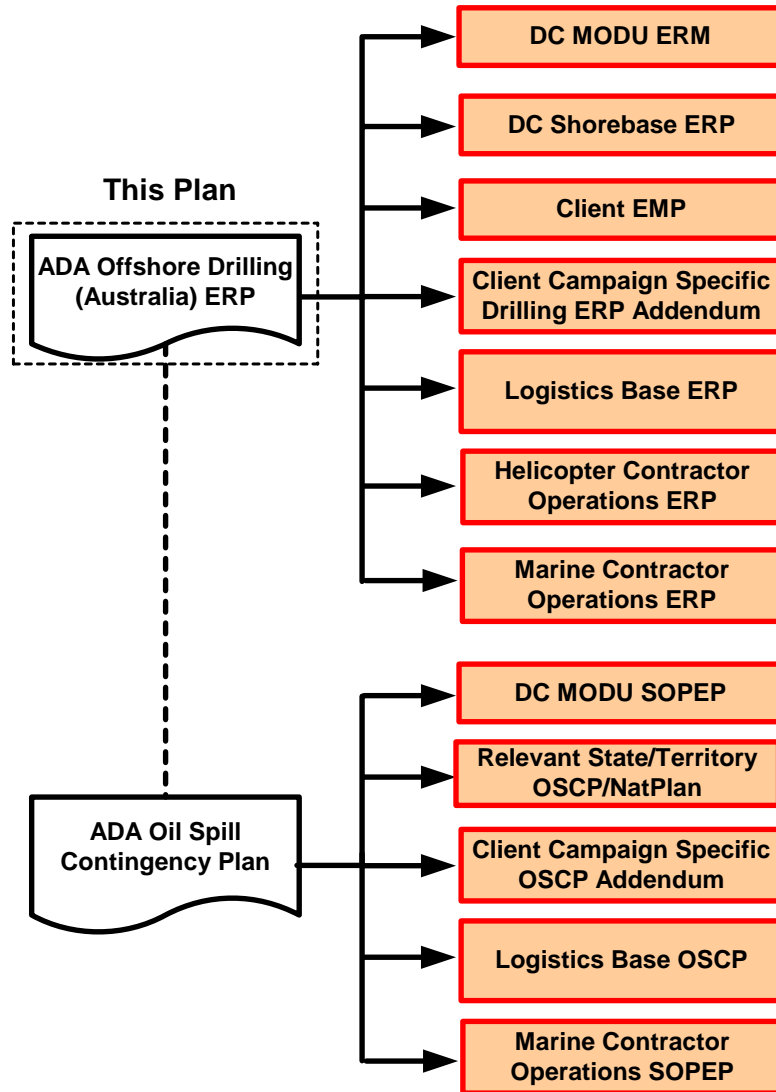 This Plan
ADA Offshore Drilling
(Australia) ERP
DC MODU ERM
DC Shorebase ERP
Client EMP
Client Campaign Specific
Drilling ERP Addendum
Logistics Base ERP
Helicopter Contractor
Operations ERP
Marine Contractor
Operations ERP
ADA Oil Spill
Contingency Plan
DC MODU SOPEP
Relevant State/Territory
OSCP/NatPlan
Client Campaign Specific
OSCP Addendum
Logistics Base OSCP
Marine Contractor
Operations SOPEP